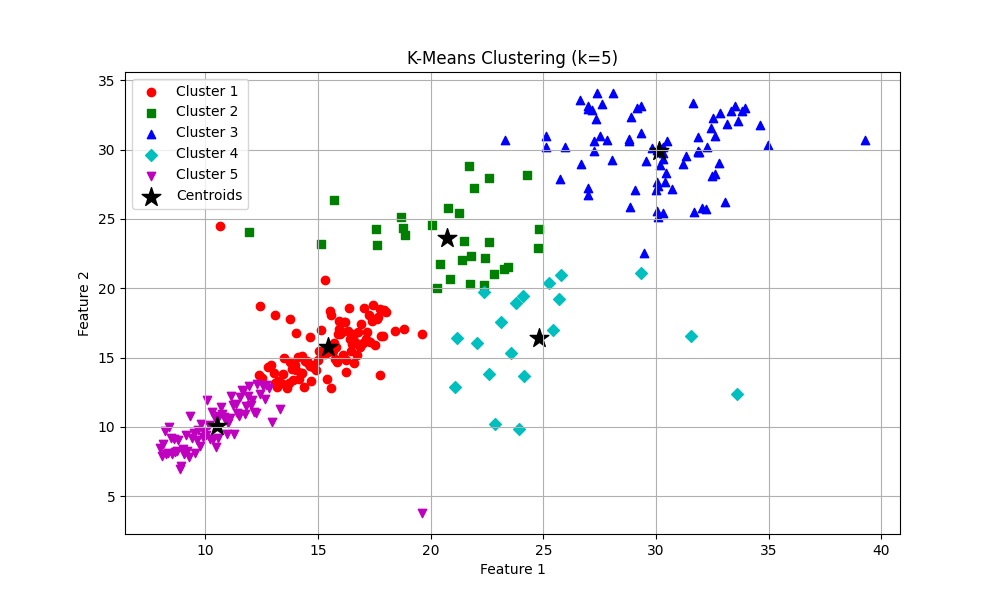 K-Means Clustering (k=5)
Cluster 1
Cluster 2
Cluster 3
Cluster 4
Cluster 5
Centroids
Feature 2
35
30
25
20
15
10
5
10 15 20 25 30 35 40
Feature 1